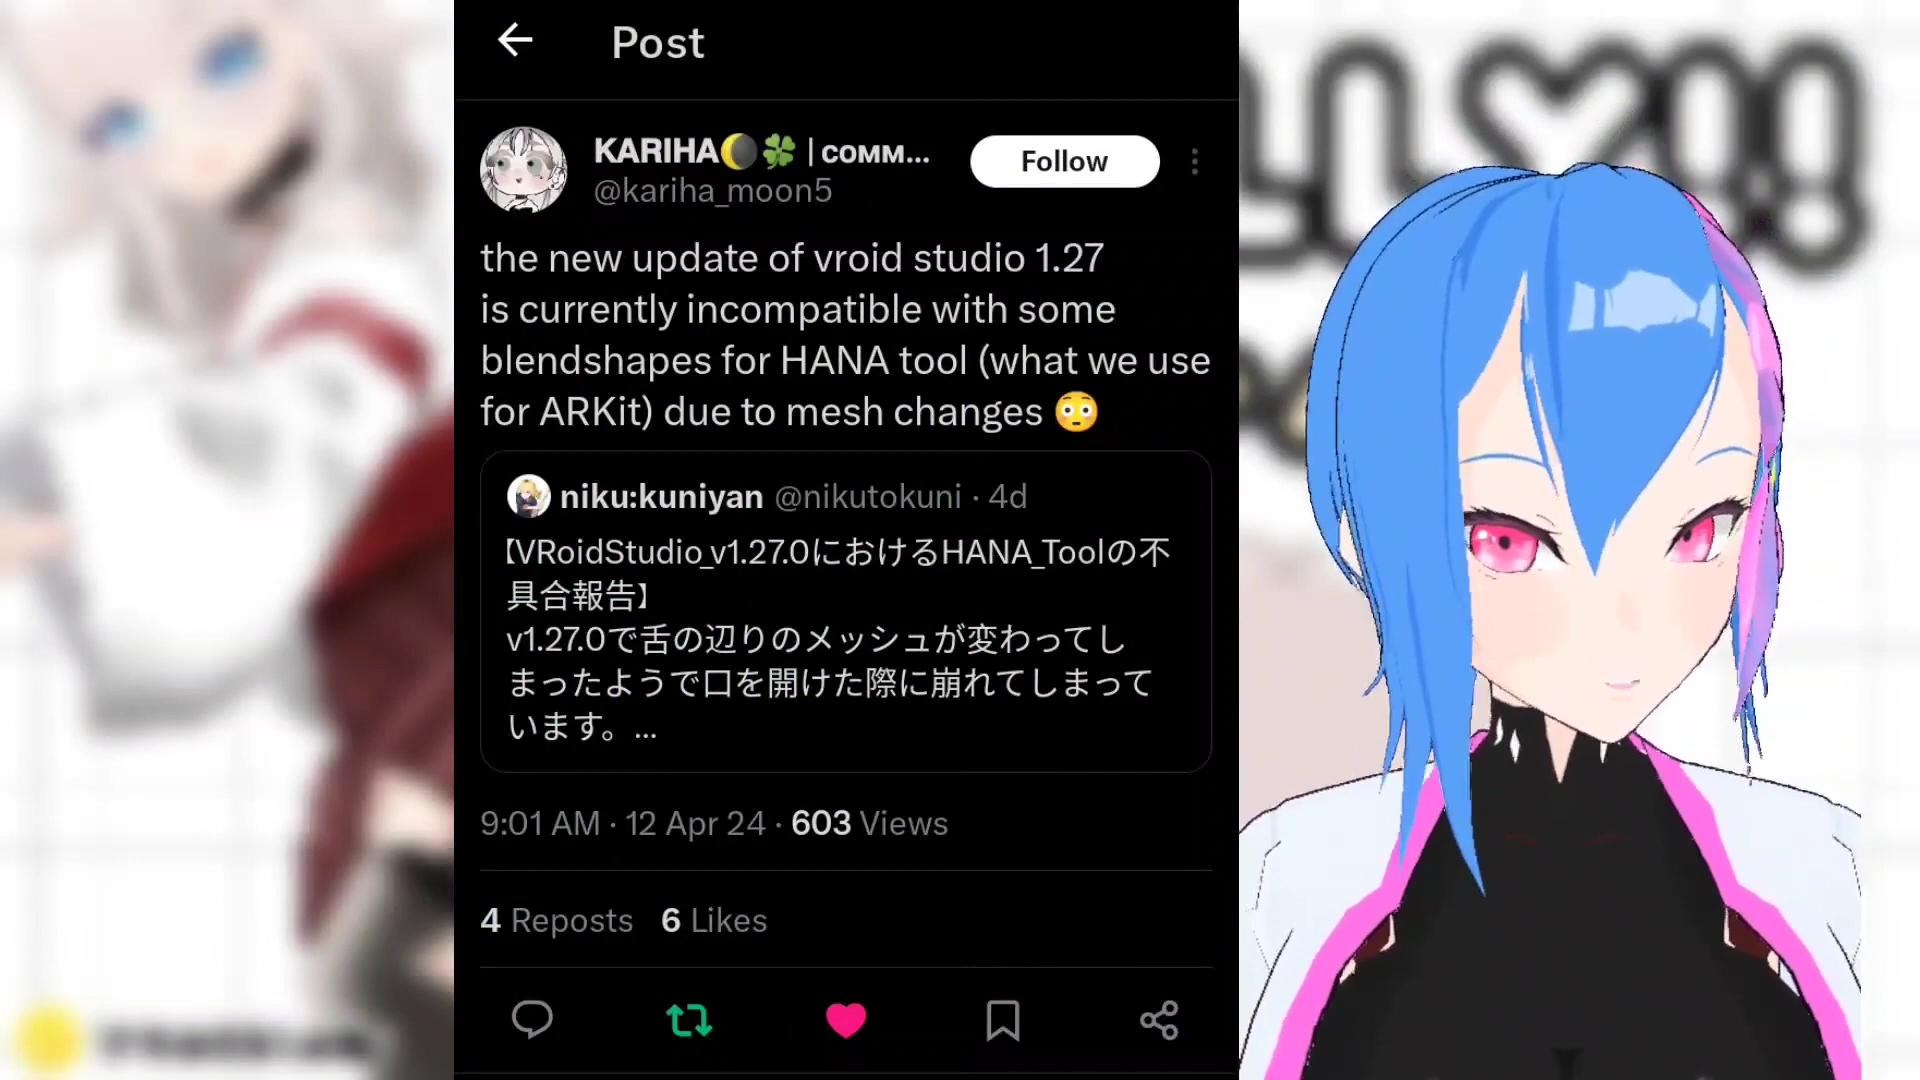 Post
KARIHA🌘🍀 | ᴄᴏᴍᴍ...
Follow
@kariha_moon5
the new update of vroid studio 1.27
is currently incompatible with some
blendshapes for HANA tool (what we use
for ARKit) due to mesh changes 😳
niku:kuniyan @nikutokuni · 4d
【VRoidStudio_v1.27.0におけるHANA_Toolの不
具合報告】
v1.27.0で舌の辺りのメッシュが変わってし
まったようで口を開けた際に崩れてしまって
います。...
9:01 AM · 12 Apr 24 · 603 Views
4 Reposts 6 Likes